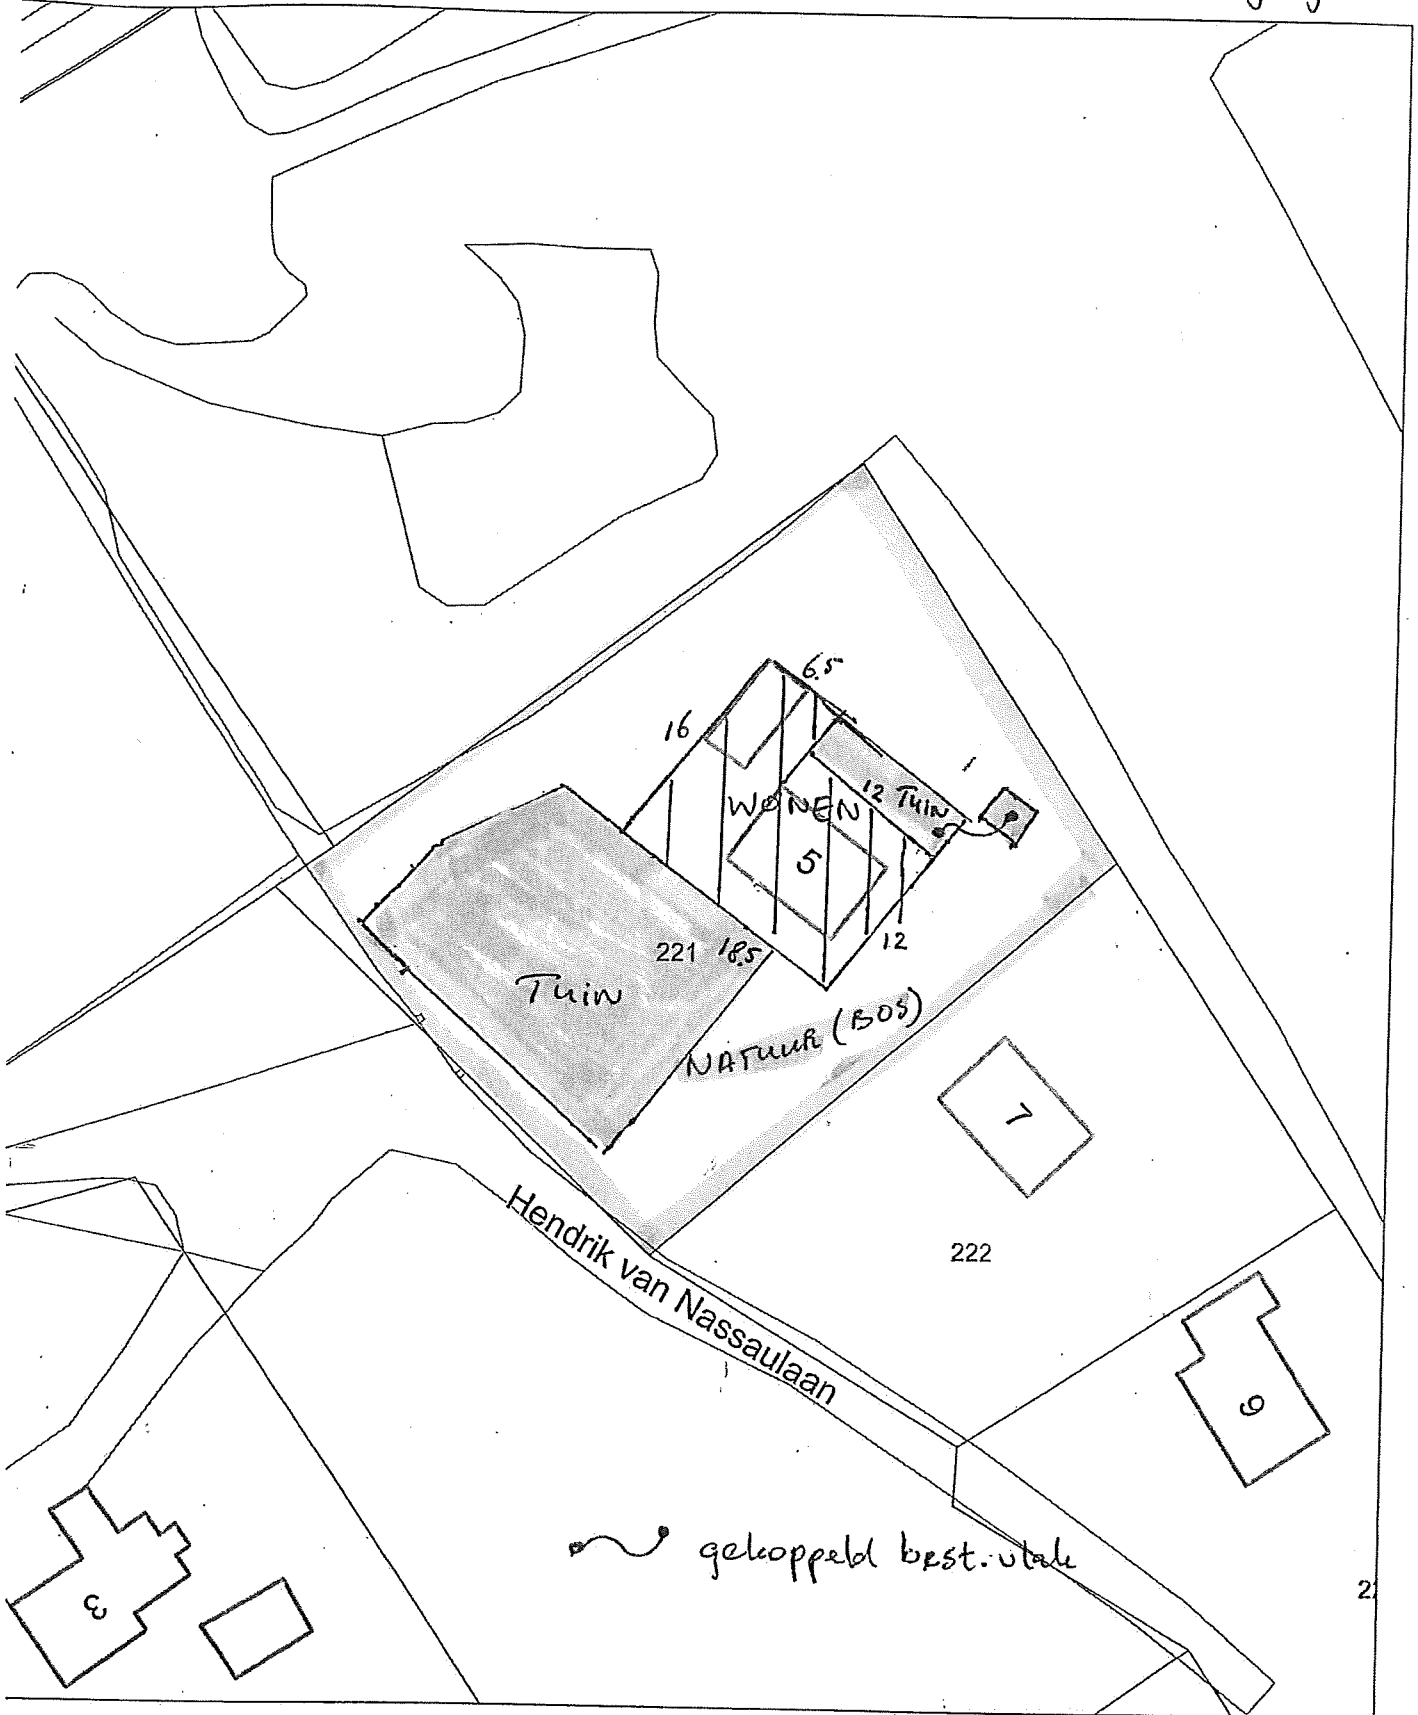 6.5
16
12 TUIN
WONEN
5
12
221 18.5
TUIN
NATUUR (BOS)
7
Hendrik van Nassaulaan
222
9
gekoppeld best.vlak
3